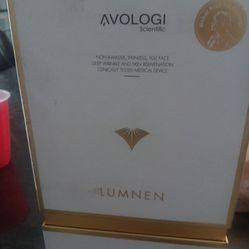 AVOLOGI
Scientific
NON-INVASIVE, PAINLESS, FULL FACE
DEEP WRINKLE AND SKIN REJUVENATION
CLINICALLY TESTED MEDICAL DEVICE
LUMNEN